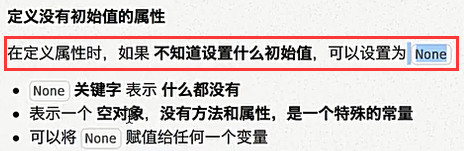 定义没有初始值的属性
在定义属性时，如果 不知道设置什么初始值，可以设置为 None
• None 关键字 表示 什么都没有
• 表示一个 空对象，没有方法和属性，是一个特殊的常量
• 可以将 None 赋值给任何一个变量